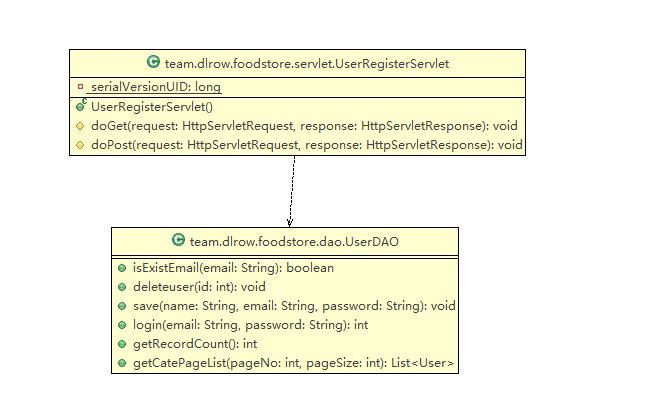 C team.dlrow.foodstore.servlet.UserRegisterServlet
serialVersionUID: long
C UserRegisterServlet()
doGet(request: HttpServletRequest, response: HttpServletResponse): void
doPost(request: HttpServletRequest, response: HttpServletResponse): void
C team.dlrow.foodstore.dao.UserDAO
isExistEmail(email: String): boolean
deleteuser(id: int): void
save(name: String, email: String, password: String): void
login(email: String, password: String): int
getRecordCount(): int
getCatePageList(pageNo: int, pageSize: int): List<User>